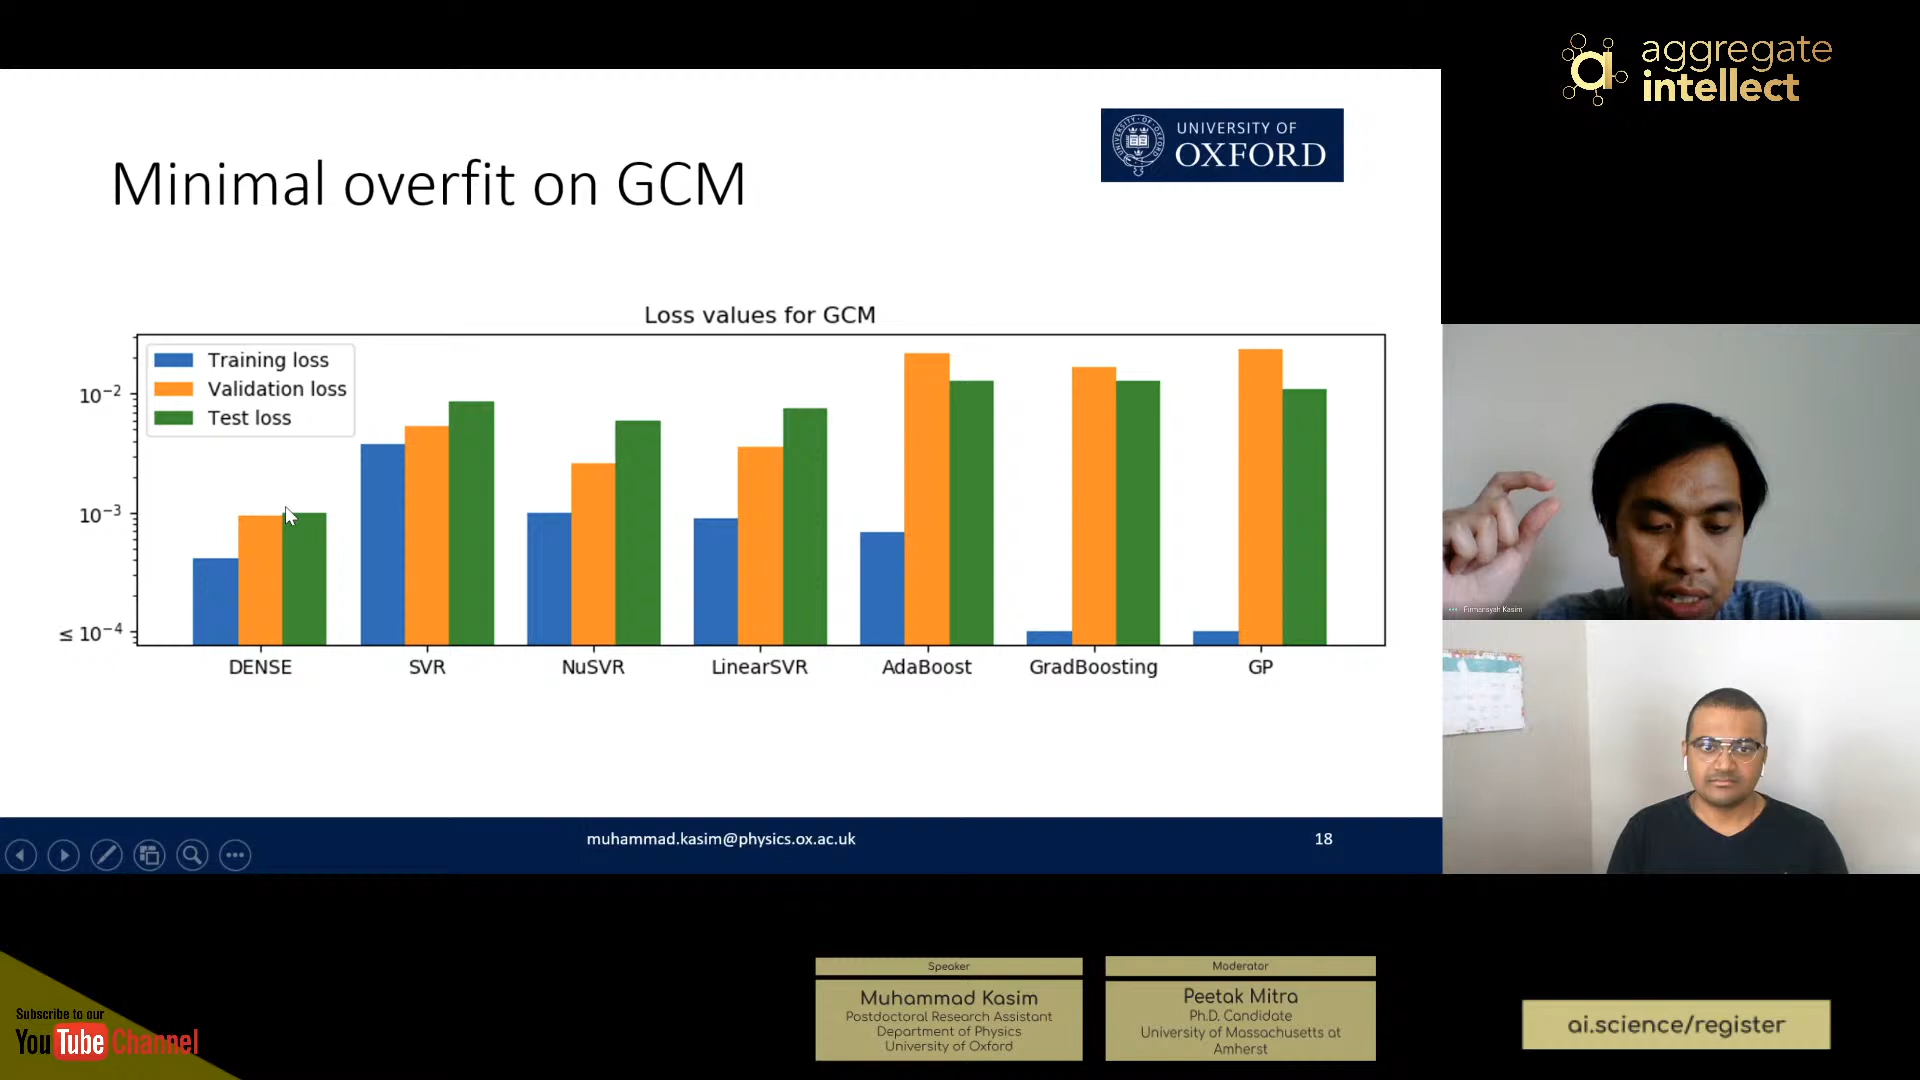 aggregate
intellect
UNIVERSITY OF
OXFORD
Minimal overfit on GCM
Loss values for GCM
Training loss
Validation loss
Test loss
10⁻²
10⁻³
≤ 10⁻⁴
DENSE
SVR
NuSVR
LinearSVR
AdaBoost
GradBoosting
GP
Firmansyah Kasim
muhammad.kasim@physics.ox.ac.uk
18
Speaker
Muhammad Kasim
Postdoctoral Research Assistant
Department of Physics
University of Oxford
Moderator
Peetak Mitra
Ph.D. Candidate
University of Massachusetts at
Amherst
Subscribe to our
YouTube Channel
ai.science/register